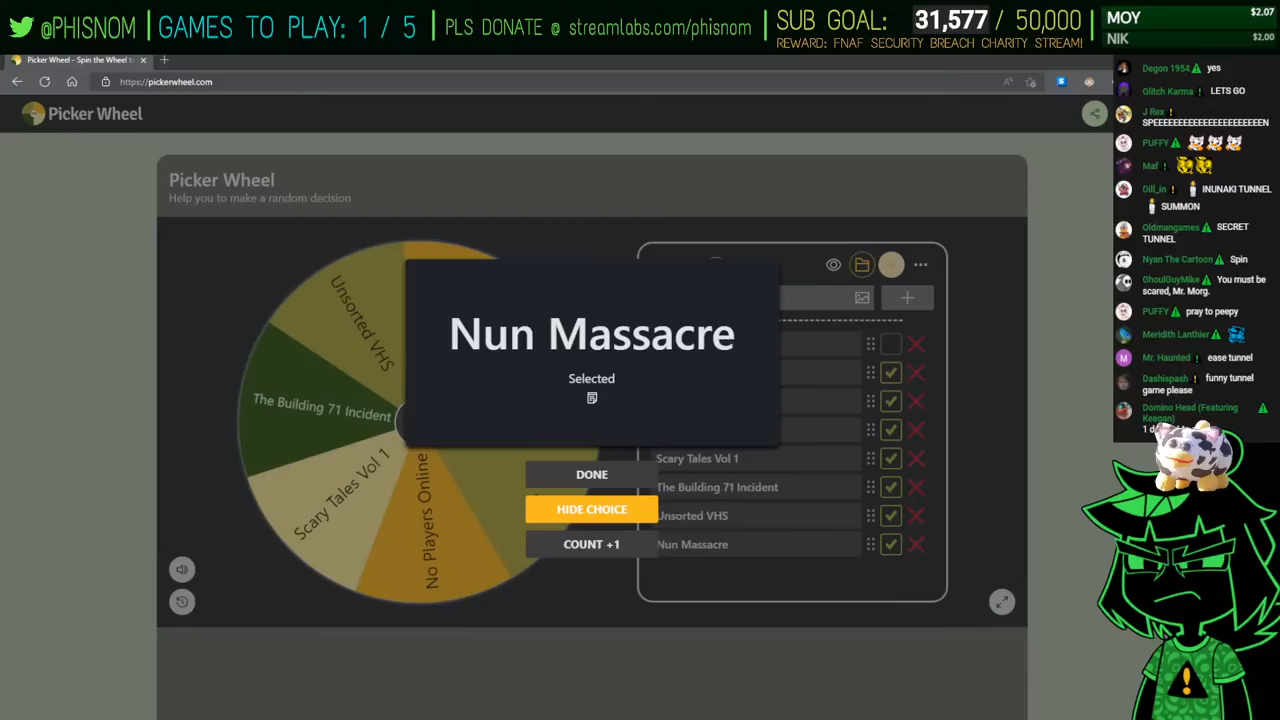 @PHISNOM
GAMES TO PLAY: 1 / 5
PLS DONATE @ streamlabs.com/phisnom
SUB GOAL: 31,577 / 50,000
REWARD: FNAF SECURITY BREACH CHARITY STREAM!
MOY $2.07
NIK $2.00
Picker Wheel - Spin the Wheel t
https://pickerwheel.com
Picker Wheel
Picker Wheel
Help you to make a random decision
Unsorted VHS
The Building 71 Incident
Scary Tales Vol 1
No Players Online
Nun Massacre
Selected
DONE
HIDE CHOICE
COUNT +1
Scary Tales Vol 1
The Building 71 Incident
Unsorted VHS
Nun Massacre
Degon 1954 yes
Glitch Karma LETS GO
J Rex
SPEEEEEEEEEEEEEEEEEEEEEEN
PUFFY
Maf
Dill_in INUNAKI TUNNEL
SUMMON
Oldmangames SECRET
TUNNEL
Nyan The Cartoon Spin
GhoulGuyMike You must be
scared, Mr. Morg.
PUFFY pray to peepy
Meridith Lanthier
Mr. Haunted ease tunnel
Dashispash funny tunnel
game please
Domino Head (Featuring
Keegan)